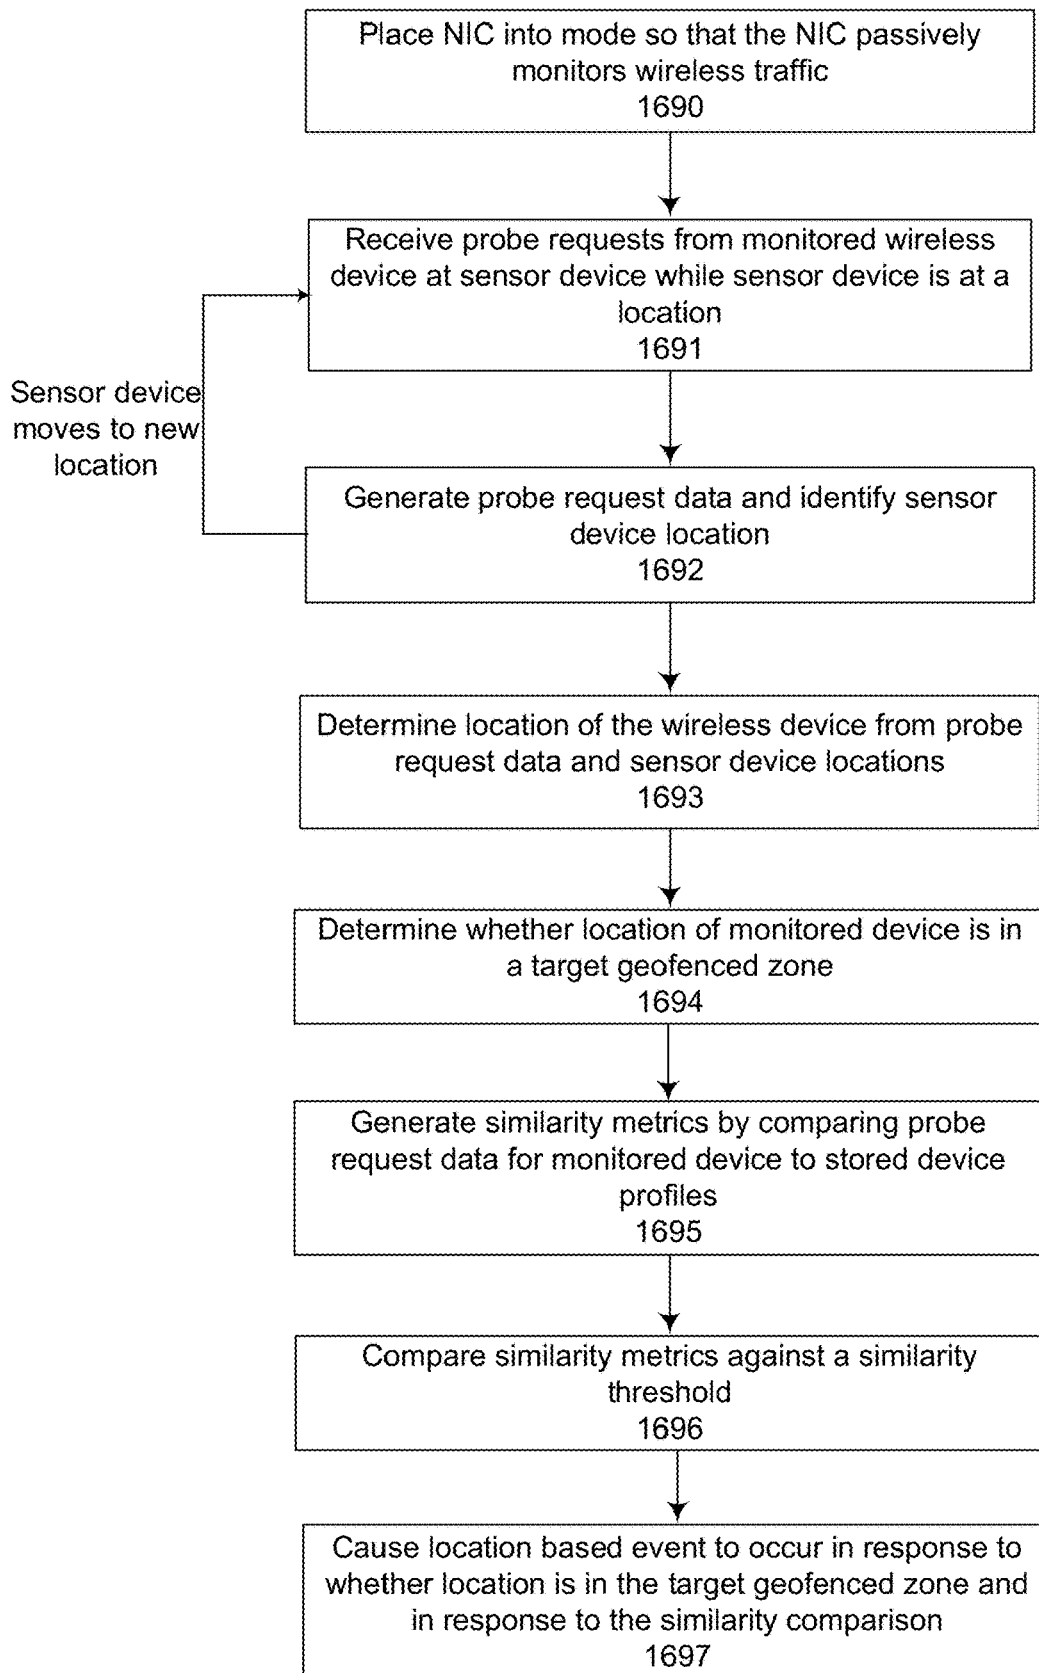 Place NIC into mode so that the NIC passively
monitors wireless traffic
1690
Receive probe requests from monitored wireless
device at sensor device while sensor device is at a
location
1691
Sensor device
moves to new
location
Generate probe request data and identify sensor
device location
1692
Determine location of the wireless device from probe
request data and sensor device locations
1693
Determine whether location of monitored device is in
a target geofenced zone
1694
Generate similarity metrics by comparing probe
request data for monitored device to stored device
profiles
1695
Compare similarity metrics against a similarity
threshold
1696
Cause location based event to occur in response to
whether location is in the target geofenced zone and
in response to the similarity comparison
1697